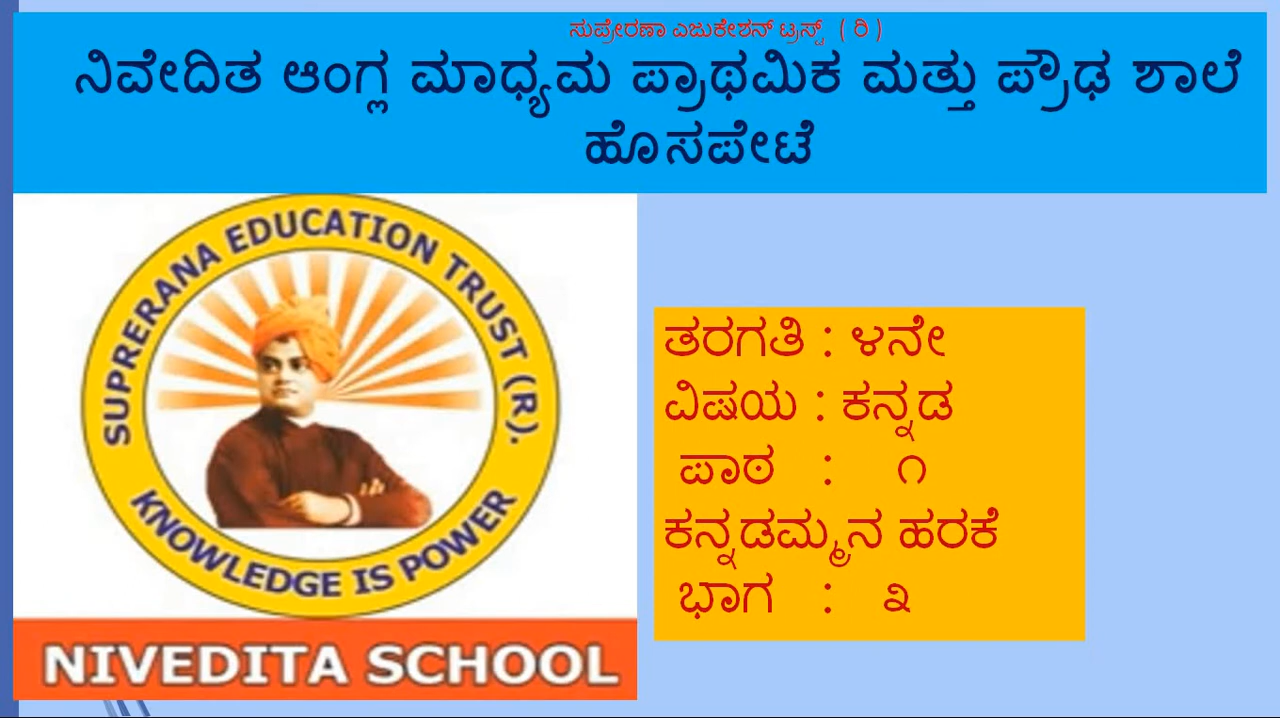 ಸುಪ್ರೇರಣಾ ಎಜುಕೇಶನ್ ಟ್ರಸ್ಟ್ ( ರಿ )
ನಿವೇದಿತ ಆಂಗ್ಲ ಮಾಧ್ಯಮ ಪ್ರಾಥಮಿಕ ಮತ್ತು ಪ್ರೌಢ ಶಾಲೆ
ಹೊಸಪೇಟೆ
SUPRERANA EDUCATION TRUST (R).
KNOWLEDGE IS POWER
NIVEDITA SCHOOL
ತರಗತಿ : ೪ನೇ
ವಿಷಯ : ಕನ್ನಡ
ಪಾಠ : ೧
ಕನ್ನಡಮ್ಮನ ಹರಕೆ
ಭಾಗ : ೩